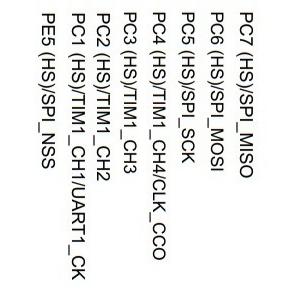 PC7 (HS)/SPI_MISO
PC6 (HS)/SPI_MOSI
PC5 (HS)/SPI_SCK
PC4 (HS)/TIM1_CH4/CLK_CCO
PC3 (HS)/TIM1_CH3
PC2 (HS)/TIM1_CH2
PC1 (HS)/TIM1_CH1/UART1_CK
PE5 (HS)/SPI_NSS